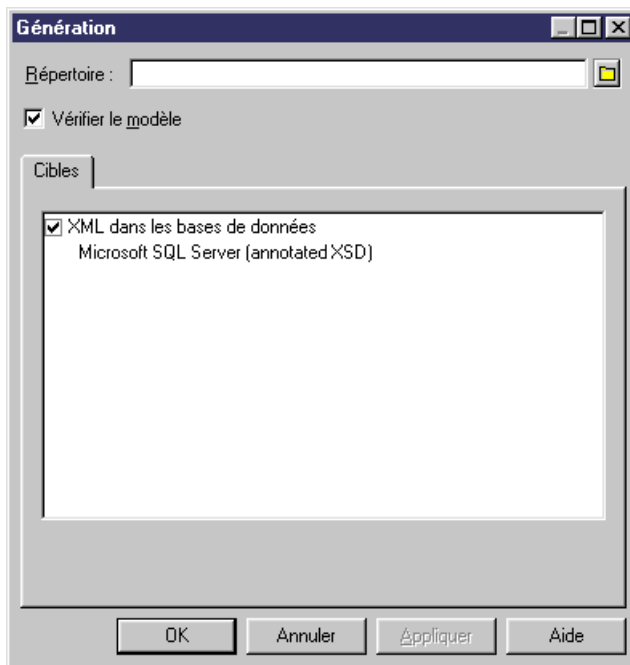 Génération
Répertoire :
Vérifier le modèle
Cibles
XML dans les bases de données
Microsoft SQL Server (annotated XSD)
OK Annuler Appliquer Aide